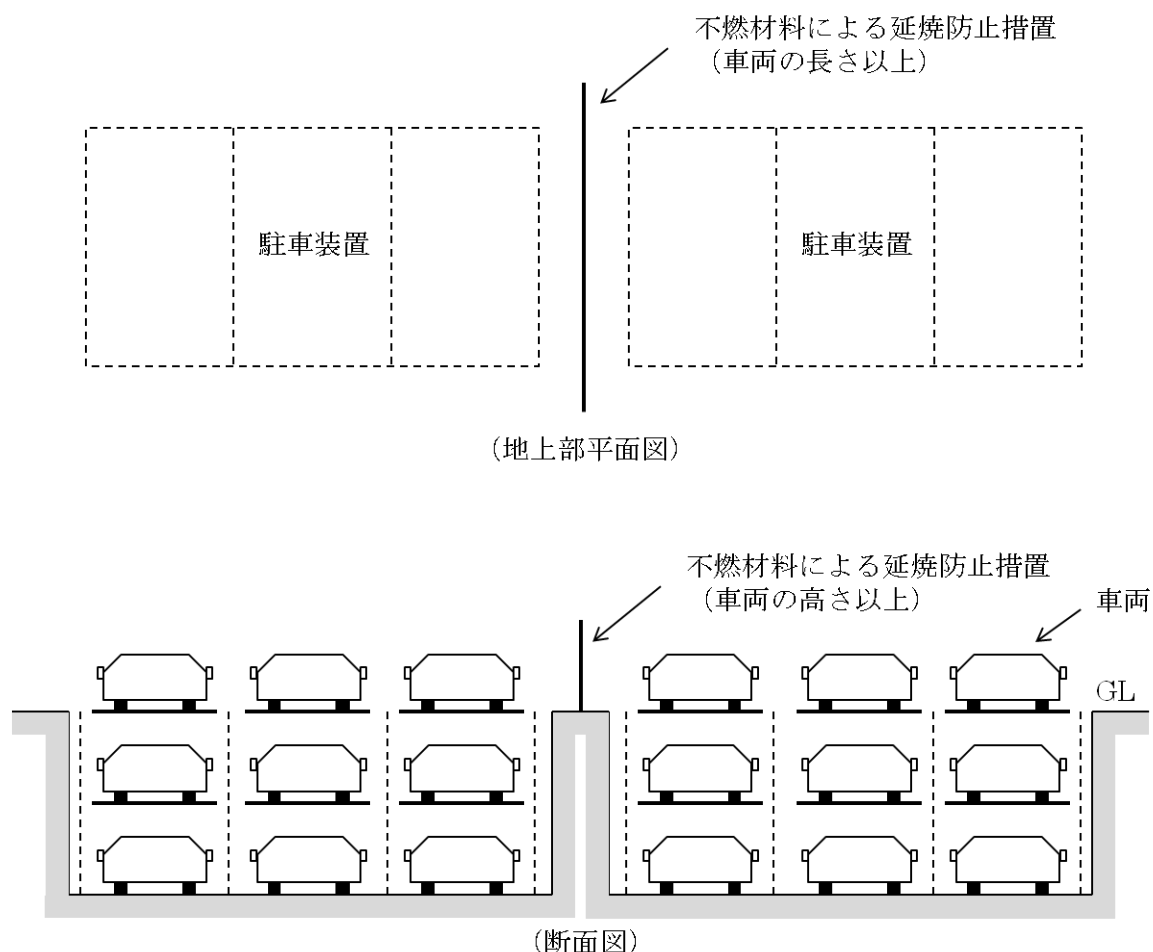 不燃材料による延焼防止措置
（車両の長さ以上）
駐車装置
駐車装置
（地上部平面図）
不燃材料による延焼防止措置
（車両の高さ以上）
車両
GL
（断面図）